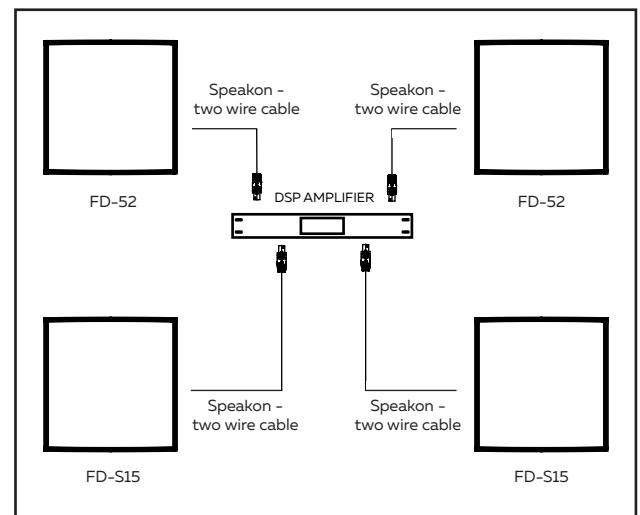 Speakon -
two wire cable
Speakon -
two wire cable
FD-52
DSP AMPLIFIER
FD-52
Speakon -
two wire cable
Speakon -
two wire cable
FD-S15
FD-S15